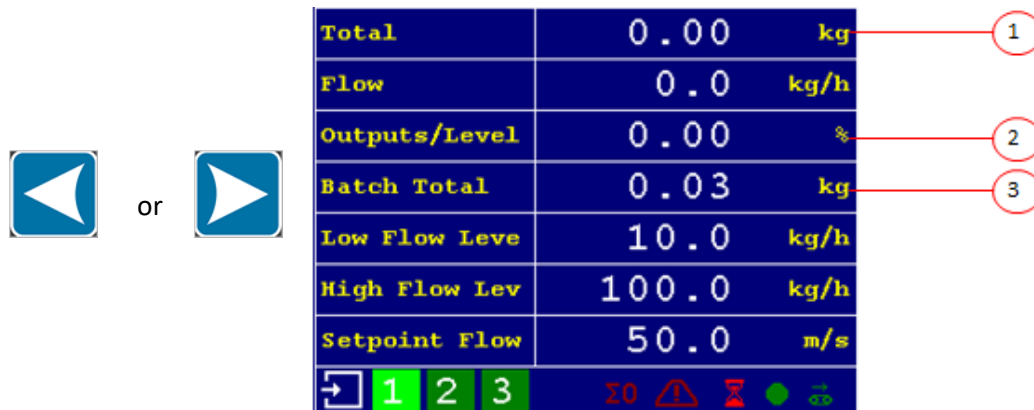 or
Total 0.00 kg 1
Flow 0.0 kg/h
Outputs/Level 0.00 % 2
Batch Total 0.03 kg 3
Low Flow Leve 10.0 kg/h
High Flow Lev 100.0 kg/h
Setpoint Flow 50.0 m/s
1 2 3 Σ0